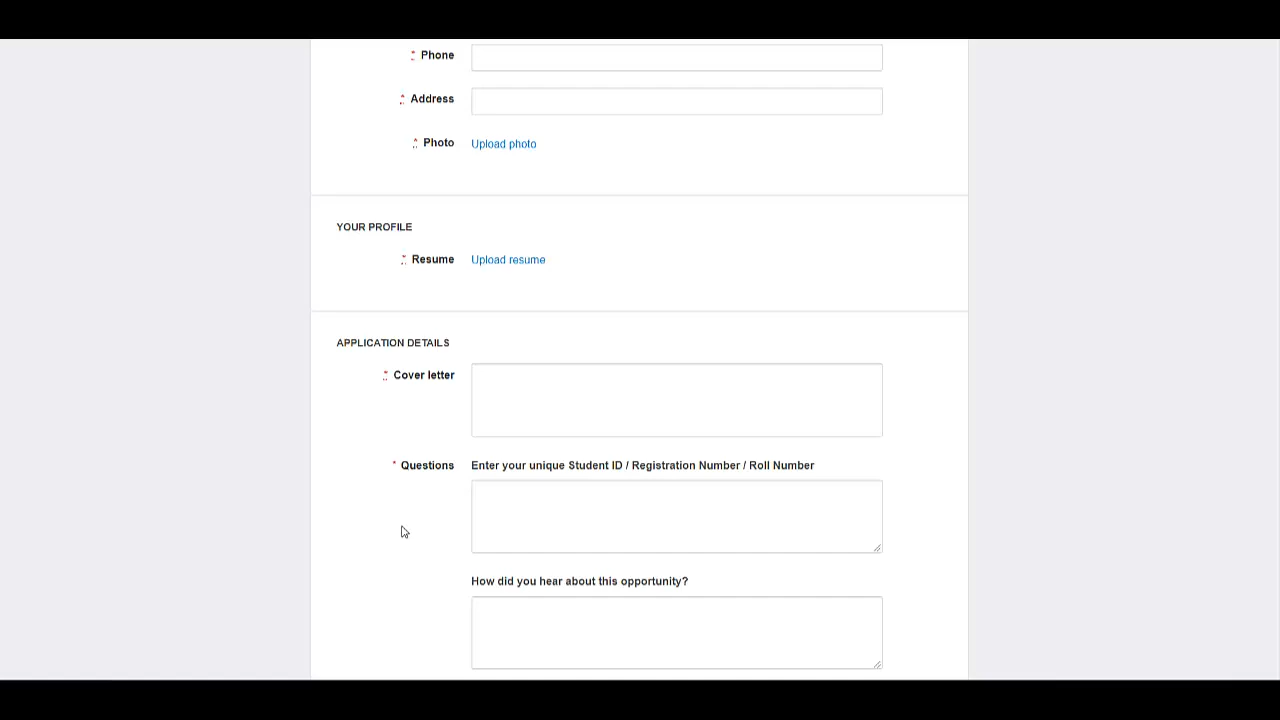 * Phone
* Address
* Photo Upload photo
YOUR PROFILE
* Resume Upload resume
APPLICATION DETAILS
* Cover letter
* Questions Enter your unique Student ID / Registration Number / Roll Number
How did you hear about this opportunity?